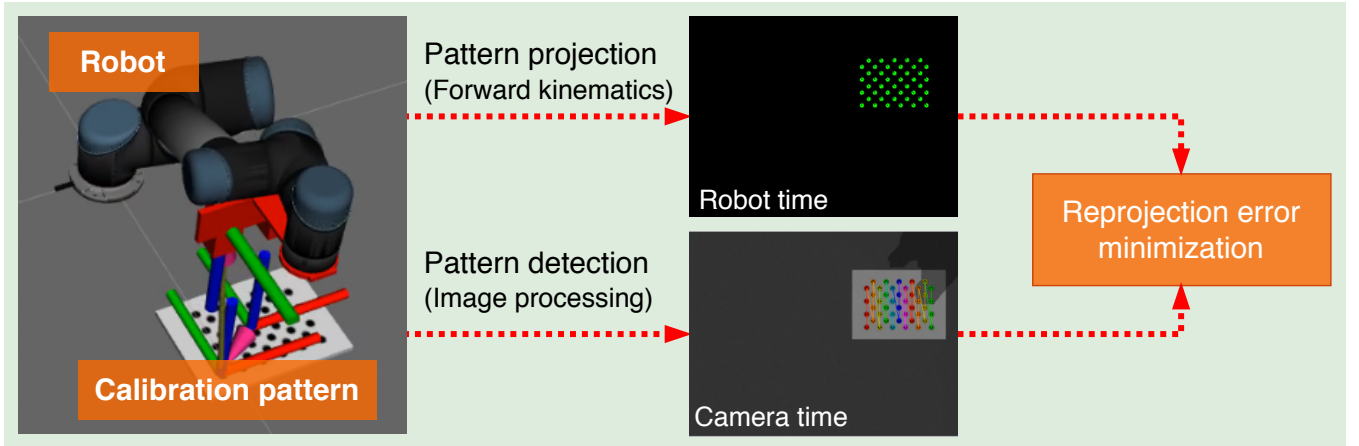 Robot
Calibration pattern
Pattern projection
(Forward kinematics)
Pattern detection
(Image processing)
Robot time
Camera time
Reprojection error
minimization